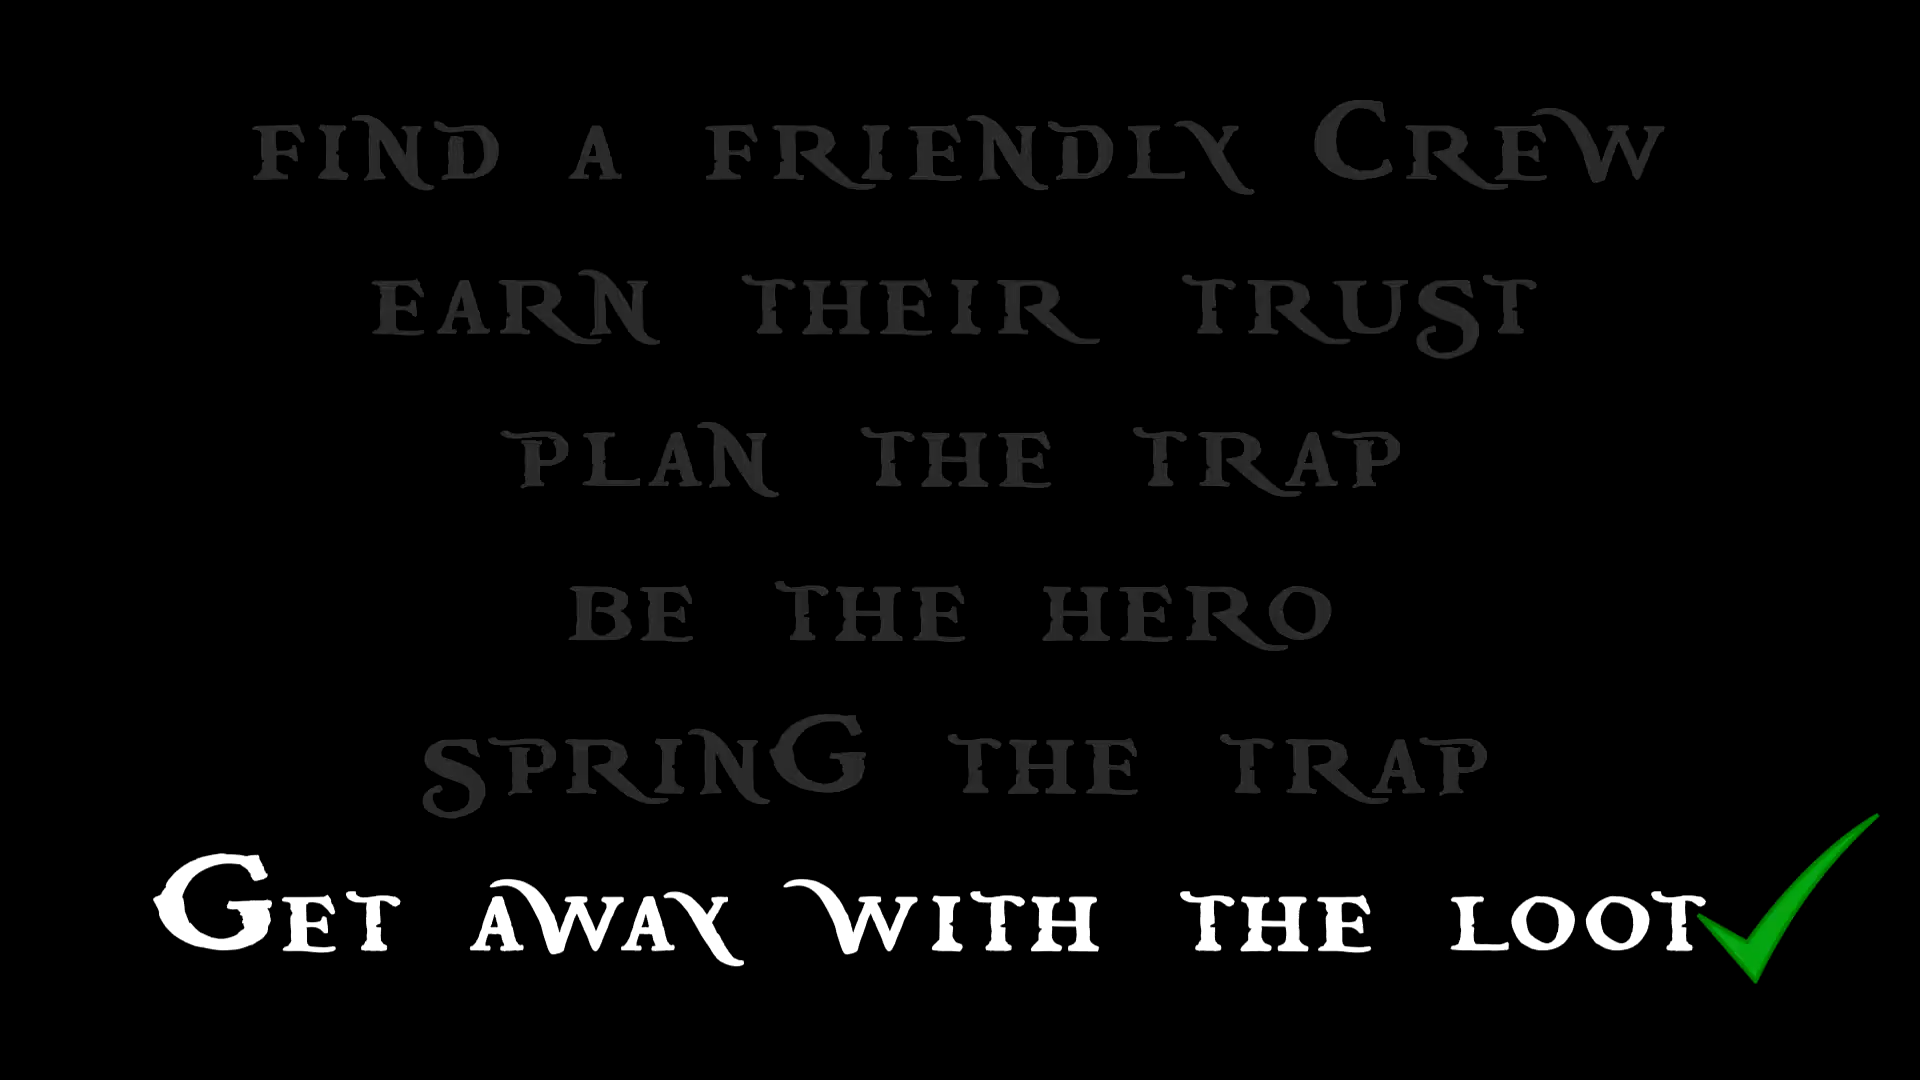 FIND A FRIENDLY CREW
EARN THEIR TRUST
PLAN THE TRAP
BE THE HERO
SPRING THE TRAP
GET AWAY WITH THE LOOT